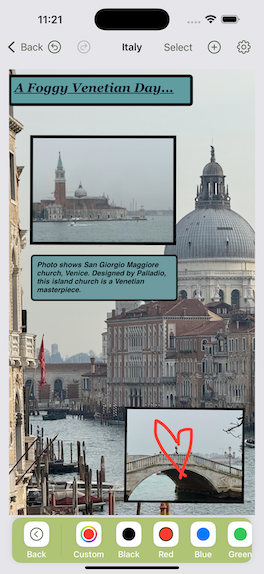 11:21
Back
Italy
Select
A Foggy Venetian Day...
Photo shows San Giorgio Maggiore
church, Venice. Designed by Palladio,
this island church is a Venetian
masterpiece.
Back
Custom
Black
Red
Blue
Green